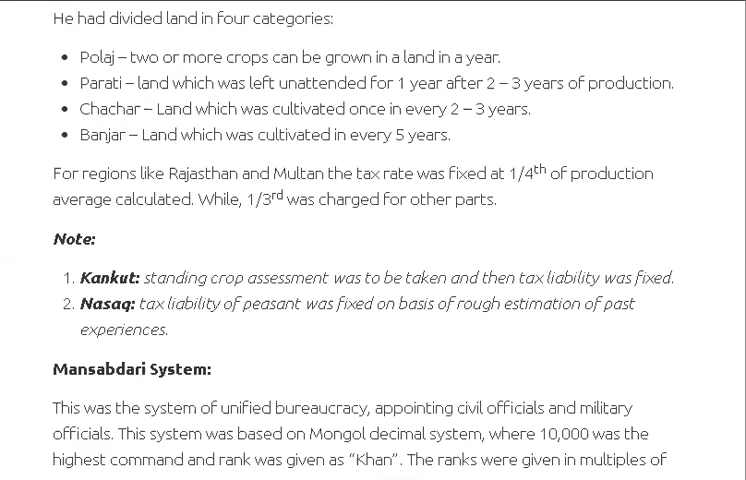 He had divided land in four categories:
• Polaj – two or more crops can be grown in a land in a year.
• Parati – land which was left unattended for 1 year after 2 – 3 years of production.
• Chachar – Land which was cultivated once in every 2 – 3 years.
• Banjar – Land which was cultivated in every 5 years.
For regions like Rajasthan and Multan the tax rate was fixed at 1/4th of production
average calculated. While, 1/3rd was charged for other parts.
Note:
1. Kankut: standing crop assessment was to be taken and then tax liability was fixed.
2. Nasaq: tax liability of peasant was fixed on basis of rough estimation of past
experiences.
Mansabdari System:
This was the system of unified bureaucracy, appointing civil officials and military
officials. This system was based on Mongol decimal system, where 10,000 was the
highest command and rank was given as “Khan”. The ranks were given in multiples of